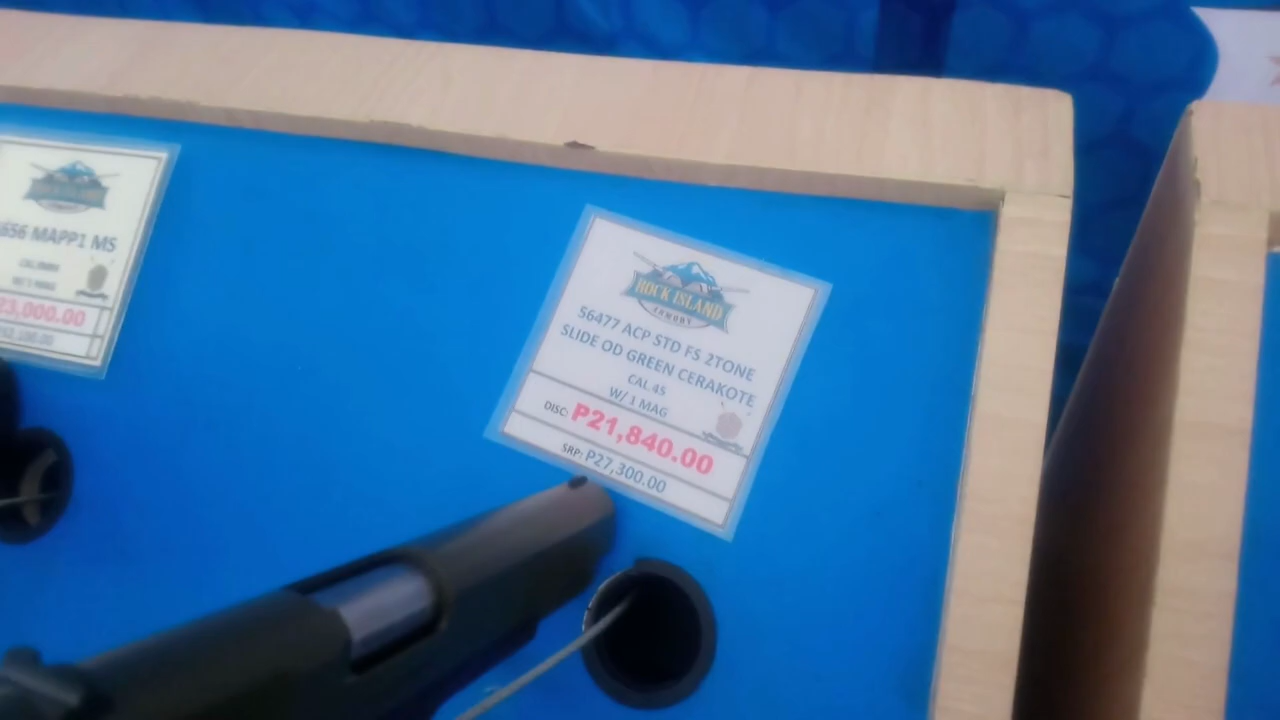 656 MAPP1 MS
23,000.00
ROCK ISLAND
ARMORY
56477 ACP STD FS 2TONE
SLIDE OD GREEN CERAKOTE
CAL.45
W/ 1 MAG
DISC: P21,840.00
SRP: P27,300.00